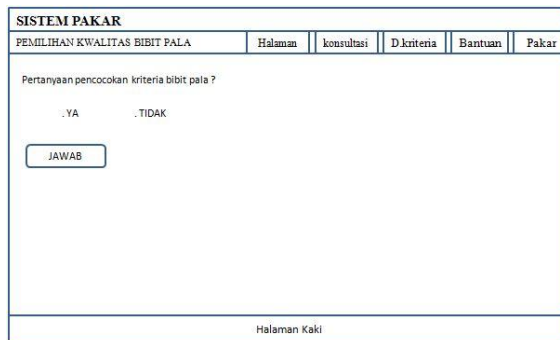 SISTEM PAKAR
PEMILIHAN KWALITAS BIBIT PALA Halaman konsultasi D.kriteria Bantuan Pakar
Pertanyaan pencocokan kriteria bibit pala ?
. YA . TIDAK
JAWAB
Halaman Kaki